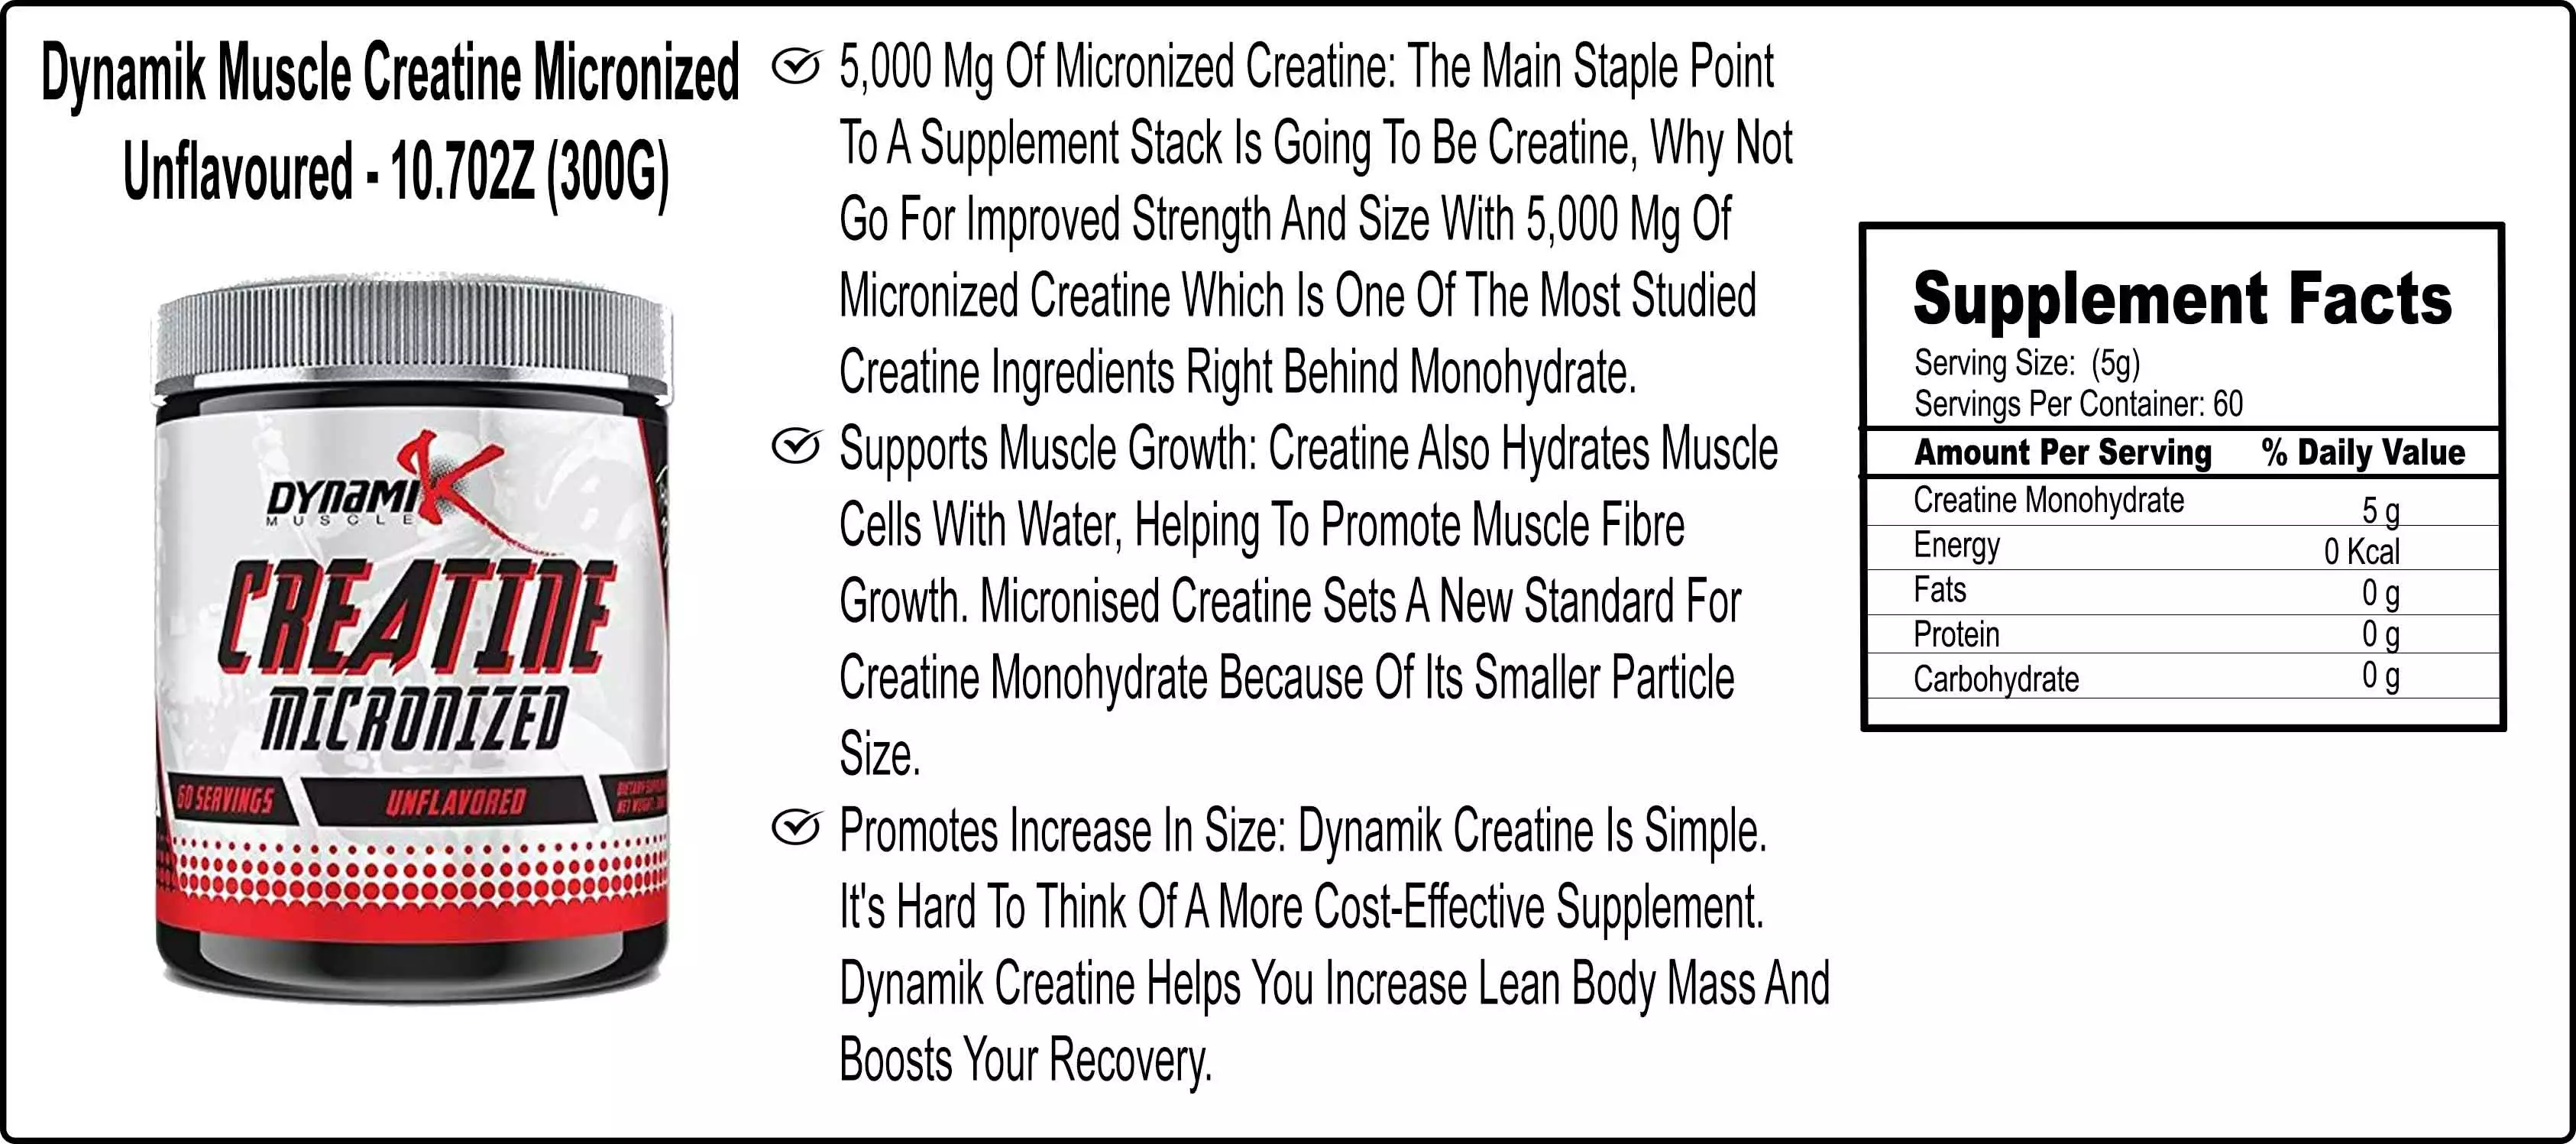 Dynamik Muscle Creatine Micronized
Unflavoured - 10.702Z (300G)
DYNAMIK
MUSCLE
CREATINE
MICRONIZED
60 SERVINGS
UNFLAVORED
5,000 Mg Of Micronized Creatine: The Main Staple Point
To A Supplement Stack Is Going To Be Creatine, Why Not
Go For Improved Strength And Size With 5,000 Mg Of
Micronized Creatine Which Is One Of The Most Studied
Creatine Ingredients Right Behind Monohydrate.
Supports Muscle Growth: Creatine Also Hydrates Muscle
Cells With Water, Helping To Promote Muscle Fibre
Growth. Micronised Creatine Sets A New Standard For
Creatine Monohydrate Because Of Its Smaller Particle
Size.
Promotes Increase In Size: Dynamik Creatine Is Simple.
It's Hard To Think Of A More Cost-Effective Supplement.
Dynamik Creatine Helps You Increase Lean Body Mass And
Boosts Your Recovery.
Supplement Facts
Serving Size: (5g)
Servings Per Container: 60
Amount Per Serving % Daily Value
Creatine Monohydrate 5 g
Energy 0 Kcal
Fats 0 g
Protein 0 g
Carbohydrate 0 g